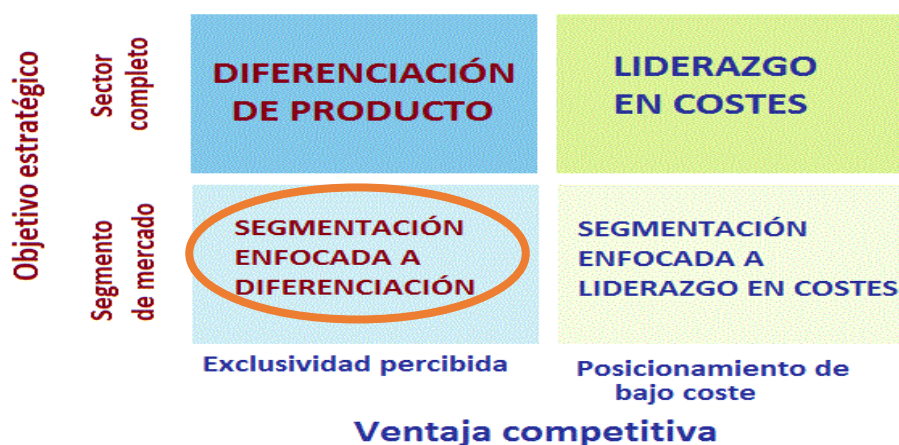 Objetivo estratégico
Sector
completo
DIFERENCIACIÓN
DE PRODUCTO
LIDERAZGO
EN COSTES
Segmento
de mercado
SEGMENTACIÓN
ENFOCADA A
DIFERENCIACIÓN
SEGMENTACIÓN
ENFOCADA A
LIDERAZGO EN COSTES
Exclusividad percibida
Posicionamiento de
bajo coste
Ventaja competitiva